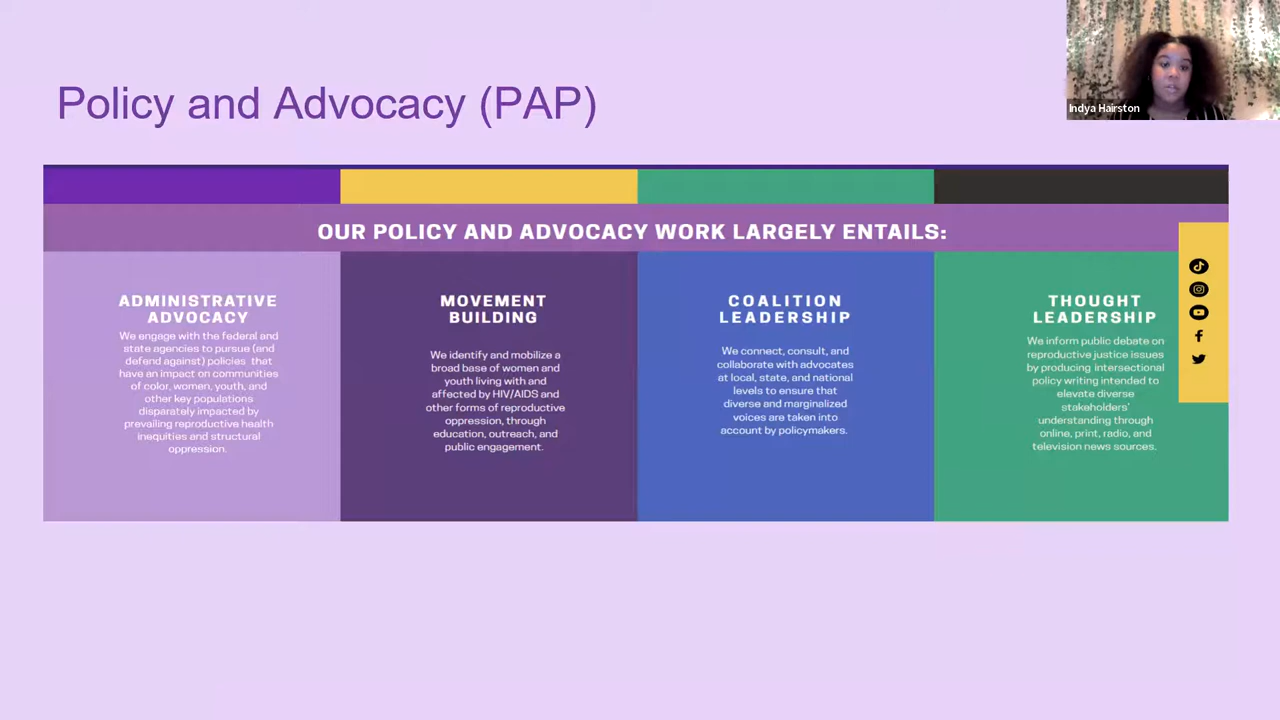 Policy and Advocacy (PAP)
Indya Hairston
OUR POLICY AND ADVOCACY WORK LARGELY ENTAILS:
ADMINISTRATIVE
ADVOCACY
We engage with the federal and
state agencies to pursue (and
defend against) policies that
have an impact on communities
of color, women, youth, and
other key populations
disparately impacted by
prevailing reproductive health
inequities and structural
oppression.
MOVEMENT
BUILDING
We identify and mobilize a
broad base of women and
youth living with and
affected by HIV/AIDS and
other forms of reproductive
oppression, through
education, outreach, and
public engagement.
COALITION
LEADERSHIP
We connect, consult, and
collaborate with advocates
at local, state, and national
levels to ensure that
diverse and marginalized
voices are taken into
account by policymakers.
THOUGHT
LEADERSHIP
We inform public debate on
reproductive justice issues
by producing intersectional
policy writing intended to
elevate diverse
stakeholders'
understanding through
online, print, radio, and
television news sources.